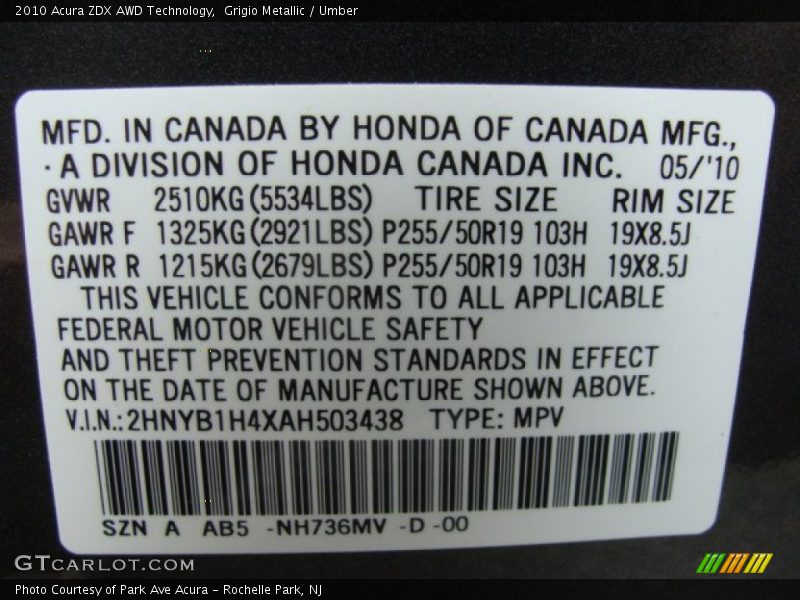 2010 Acura ZDX AWD Technology,  Grigio Metallic / Umber
MFD. IN CANADA BY HONDA OF CANADA MFG.,
A DIVISION OF HONDA CANADA INC. 05/'10
GVWR 2510KG(5534LBS) TIRE SIZE RIM SIZE
GAWR F 1325KG(2921LBS) P255/50R19 103H 19X8.5J
GAWR R 1215KG(2679LBS) P255/50R19 103H 19X8.5J
THIS VEHICLE CONFORMS TO ALL APPLICABLE
FEDERAL MOTOR VEHICLE SAFETY
AND THEFT PREVENTION STANDARDS IN EFFECT
ON THE DATE OF MANUFACTURE SHOWN ABOVE.
V.I.N.: 2HNYB1H4XAH503438 TYPE: MPV
SZN A AB5 -NH736MV -D -00
GTCARLOT.COM
Photo Courtesy of Park Ave Acura - Rochelle Park, NJ